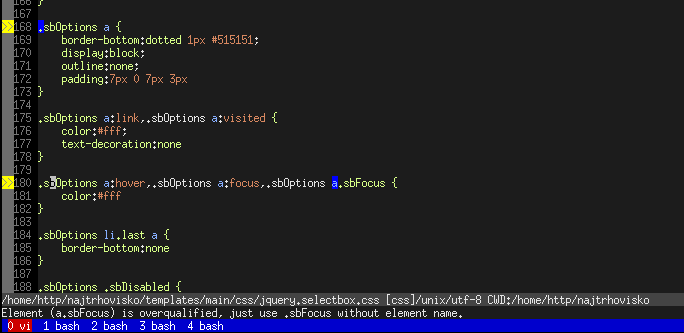 166 }
167
>> 168 .sbOptions a {
169 border-bottom:dotted 1px #515151;
170 display:block;
171 outline:none;
172 padding:7px 0 7px 3px
173 }
174
175 .sbOptions a:link,.sbOptions a:visited {
176 color:#fff;
177 text-decoration:none
178 }
179
>> 180 .sbOptions a:hover,.sbOptions a:focus,.sbOptions a.sbFocus {
181 color:#fff
182 }
183
184 .sbOptions li.last a {
185 border-bottom:none
186 }
187
188 .sbOptions .sbDisabled {
/home/http/najtrhovisko/templates/main/css/jquery.selectbox.css [css]/unix/utf-8 CWD:/home/http/najtrhovisko
Element (a.sbFocus) is overqualified, just use .sbFocus without element name.
0 vi 1 bash 2 bash 3 bash 4 bash